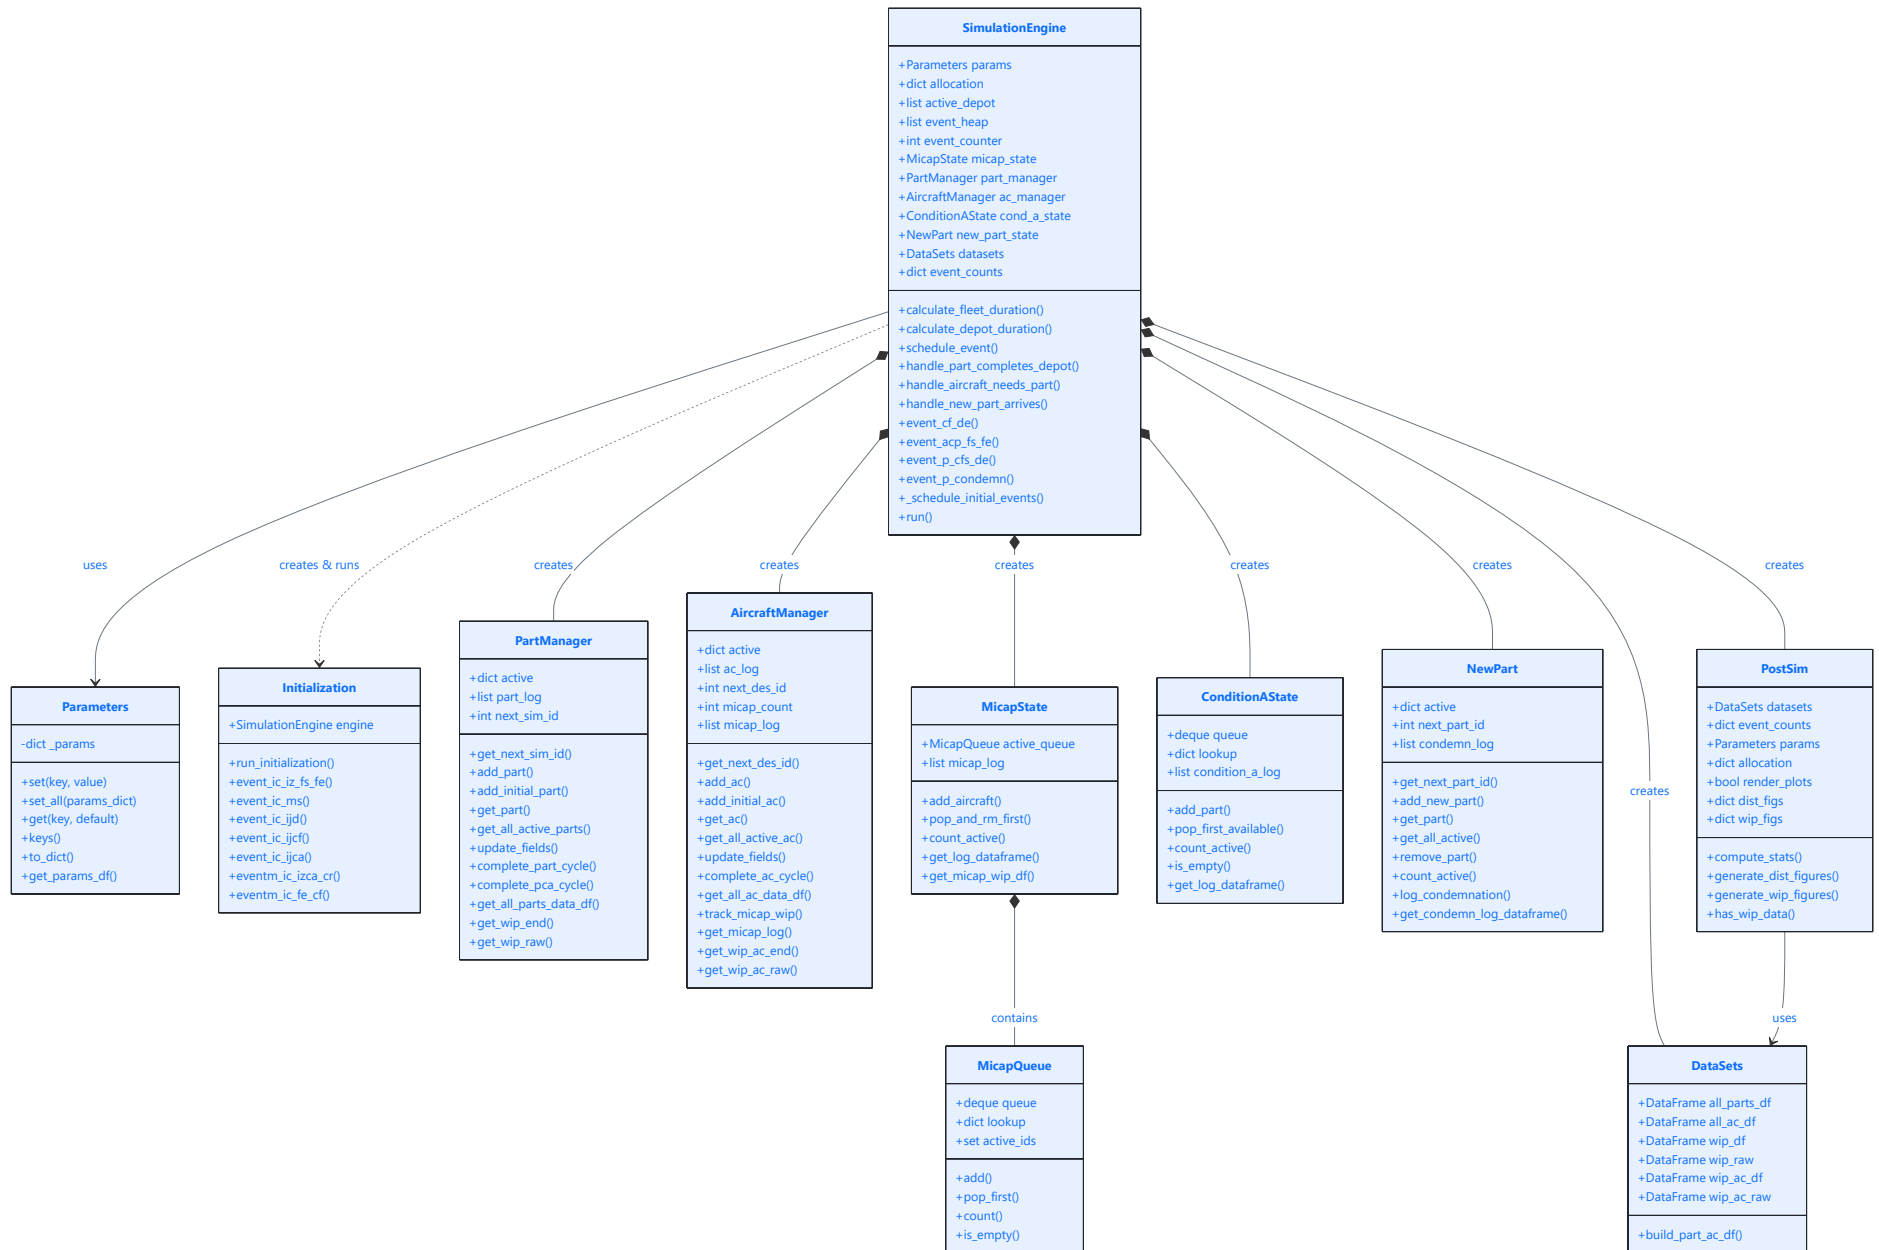 SimulationEngine
+Parameters params
+dict allocation
+list active_depot
+list event_heap
+int event_counter
+MicapState micap_state
+PartManager part_manager
+AircraftManager ac_manager
+ConditionAState cond_a_state
+NewPart new_part_state
+DataSets datasets
+dict event_counts
+calculate_fleet_duration()
+calculate_depot_duration()
+schedule_event()
+handle_part_completes_depot()
+handle_aircraft_needs_part()
+handle_new_part_arrives()
+event_cf_de()
+event_acp_fs_fe()
+event_p_cfs_de()
+event_p_condemn()
+_schedule_initial_events()
+run()
uses
creates & runs
creates
creates
creates
creates
creates
creates
Parameters
-dict _params
+set(key, value)
+set_all(params_dict)
+get(key, default)
+keys()
+to_dict()
+get_params_df()
Initialization
+SimulationEngine engine
+run_initialization()
+event_ic_iz_fs_fe()
+event_ic_ms()
+event_ic_ijd()
+event_ic_ijcf()
+event_ic_ijca()
+eventm_ic_izca_cr()
+eventm_ic_fe_cf()
PartManager
+dict active
+list part_log
+int next_sim_id
+get_next_sim_id()
+add_part()
+add_initial_part()
+get_part()
+get_all_active_parts()
+update_fields()
+complete_part_cycle()
+complete_pca_cycle()
+get_all_parts_data_df()
+get_wip_end()
+get_wip_raw()
AircraftManager
+dict active
+list ac_log
+int next_des_id
+int micap_count
+list micap_log
+get_next_des_id()
+add_ac()
+add_initial_ac()
+get_ac()
+get_all_active_ac()
+update_fields()
+complete_ac_cycle()
+get_all_ac_data_df()
+track_micap_wip()
+get_micap_log()
+get_wip_ac_end()
+get_wip_ac_raw()
MicapState
+MicapQueue active_queue
+list micap_log
+add_aircraft()
+pop_and_rm_first()
+count_active()
+get_log_dataframe()
+get_micap_wip_df()
ConditionAState
+deque queue
+dict lookup
+list condition_a_log
+add_part()
+pop_first_available()
+count_active()
+is_empty()
+get_log_dataframe()
NewPart
+dict active
+int next_part_id
+list condemn_log
+get_next_part_id()
+add_new_part()
+get_part()
+get_all_active()
+remove_part()
+count_active()
+log_condemnation()
+get_condemn_log_dataframe()
creates
PostSim
+DataSets datasets
+dict event_counts
+Parameters params
+dict allocation
+bool render_plots
+dict dist_figs
+dict wip_figs
+compute_stats()
+generate_dist_figures()
+generate_wip_figures()
+has_wip_data()
contains
uses
MicapQueue
+deque queue
+dict lookup
+set active_ids
+add()
+pop_first()
+count()
+is_empty()
DataSets
+DataFrame all_parts_df
+DataFrame all_ac_df
+DataFrame wip_df
+DataFrame wip_raw
+DataFrame wip_ac_df
+DataFrame wip_ac_raw
+build_part_ac_df()